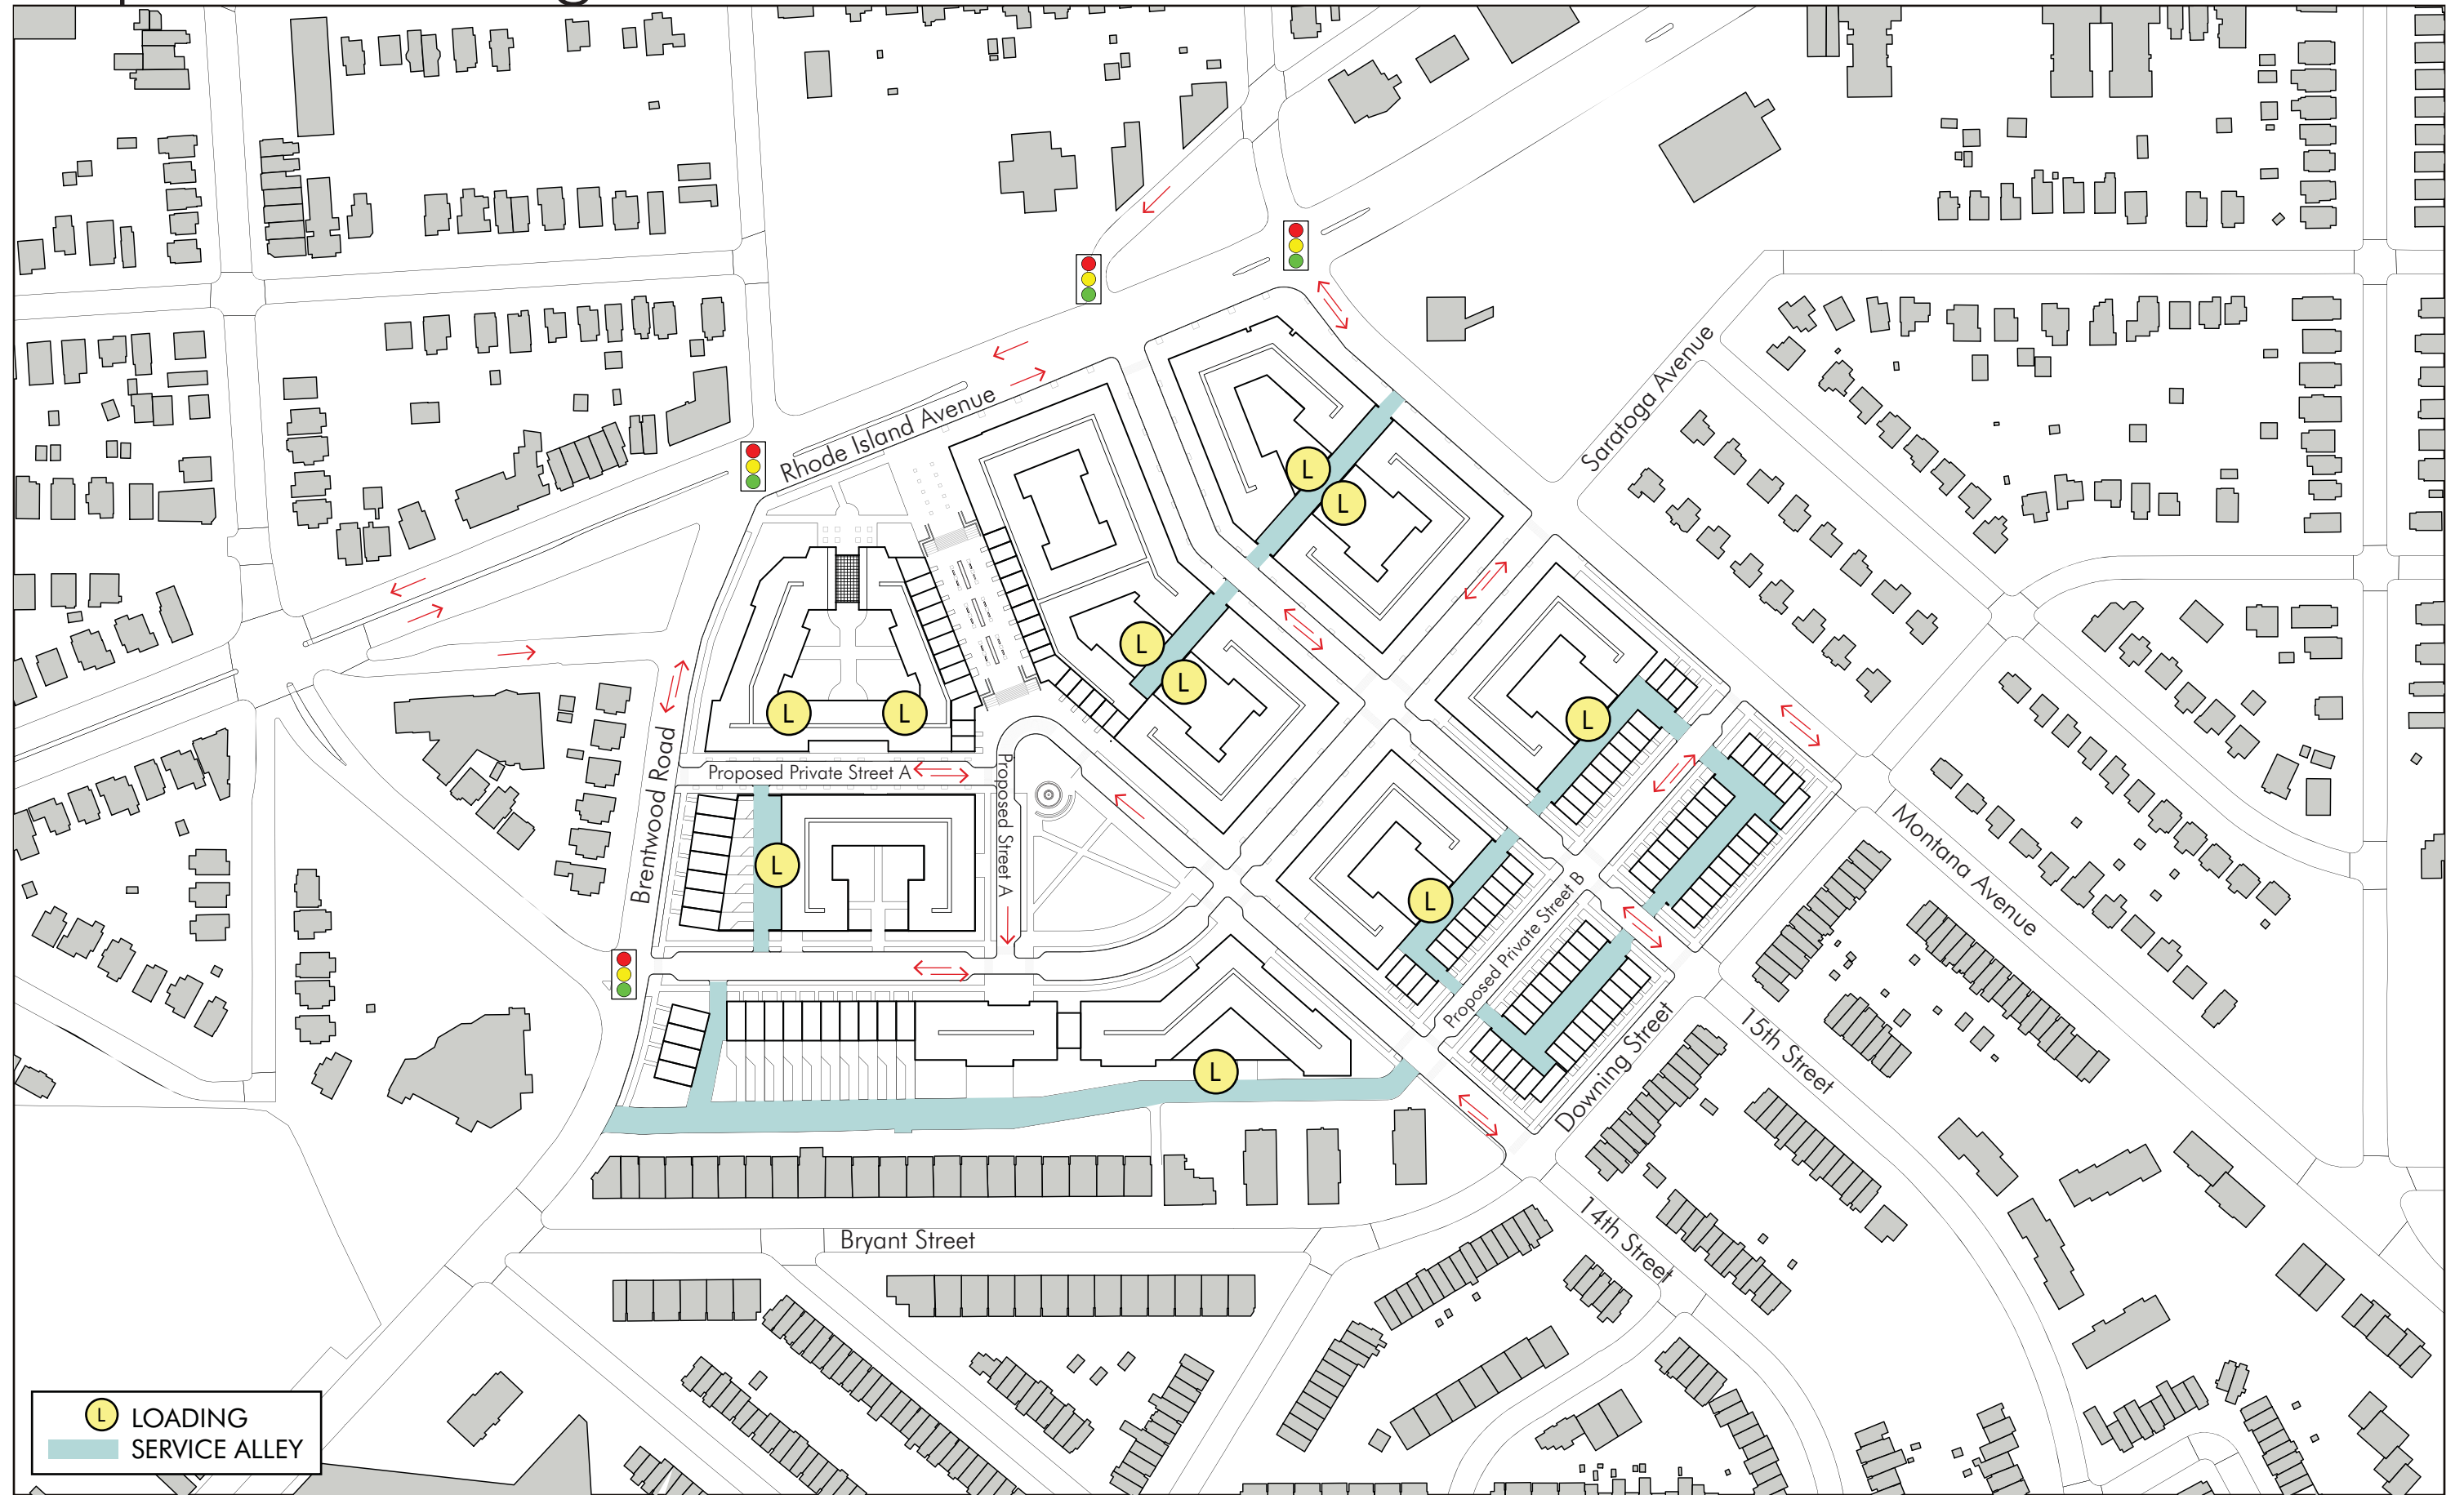 Rhode Island Avenue
Saratoga Avenue
L
L
L
L
L
L
L
Brentwood Road
Proposed Private Street A
Proposed Street A
L
L
Proposed Private Street B
Montana Avenue
L
Downing Street
15th Street
14th Street
Bryant Street
L LOADING
SERVICE ALLEY